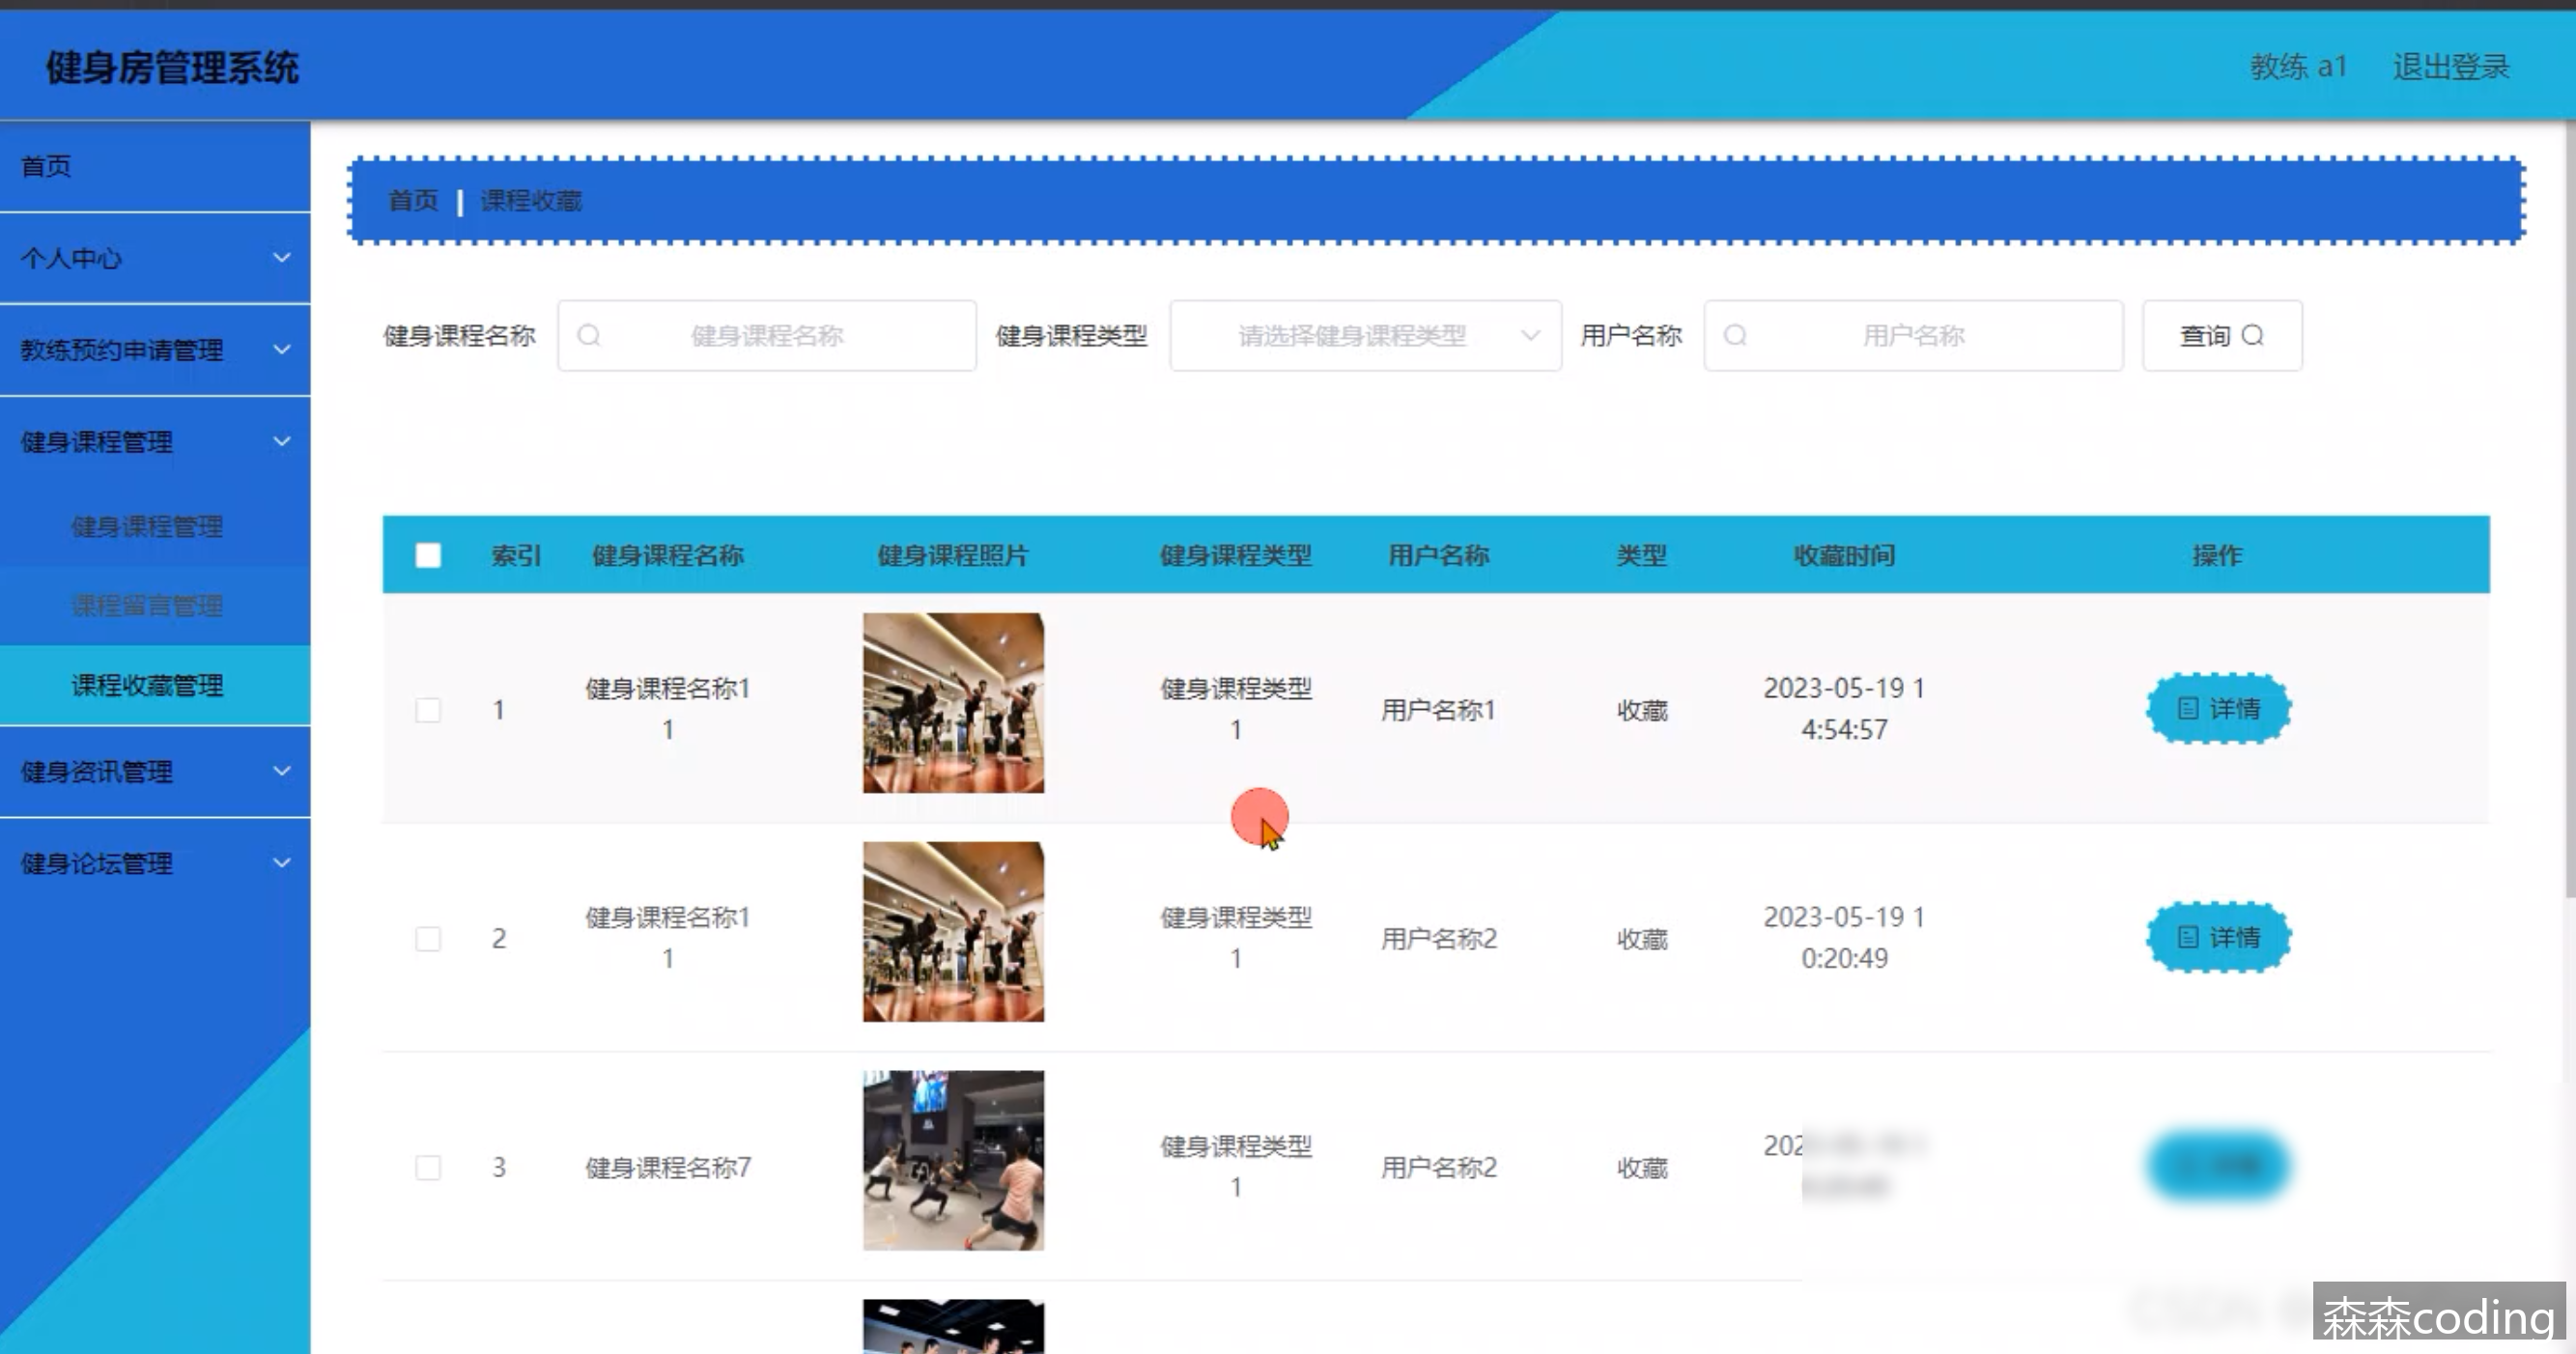 健身房管理系统
教练 a1 退出登录
首页
个人中心
教练预约申请管理
健身课程管理
健身课程管理
课程留言管理
课程收藏管理
健身资讯管理
健身论坛管理
首页 课程收藏
健身课程名称 健身课程名称 健身课程类型 请选择健身课程类型 用户名称 用户名称 查询
索引 健身课程名称 健身课程照片 健身课程类型 用户名称 类型 收藏时间 操作
1 健身课程名称1 健身课程类型 用户名称1 收藏 2023-05-19 1 详情
1 1 4:54:57
2 健身课程名称1 健身课程类型 用户名称2 收藏 2023-05-19 1 详情
1 1 0:20:49
3 健身课程名称7 健身课程类型 用户名称2 收藏 202
1
森森coding